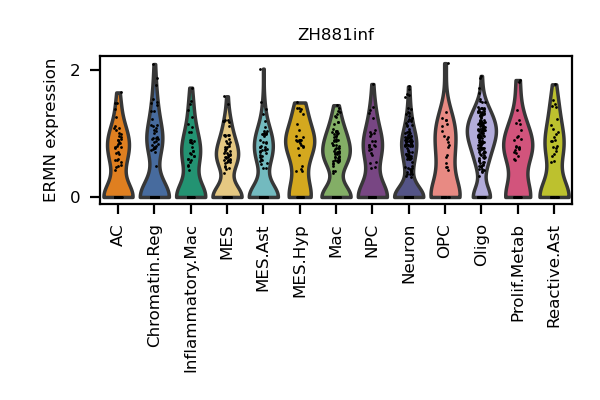 ZH881inf
ERMN expression
2
0
AC
Chromatin.Reg
Inflammatory.Mac
MES
MES.Ast
MES.Hyp
Mac
NPC
Neuron
OPC
Oligo
Prolif.Metab
Reactive.Ast